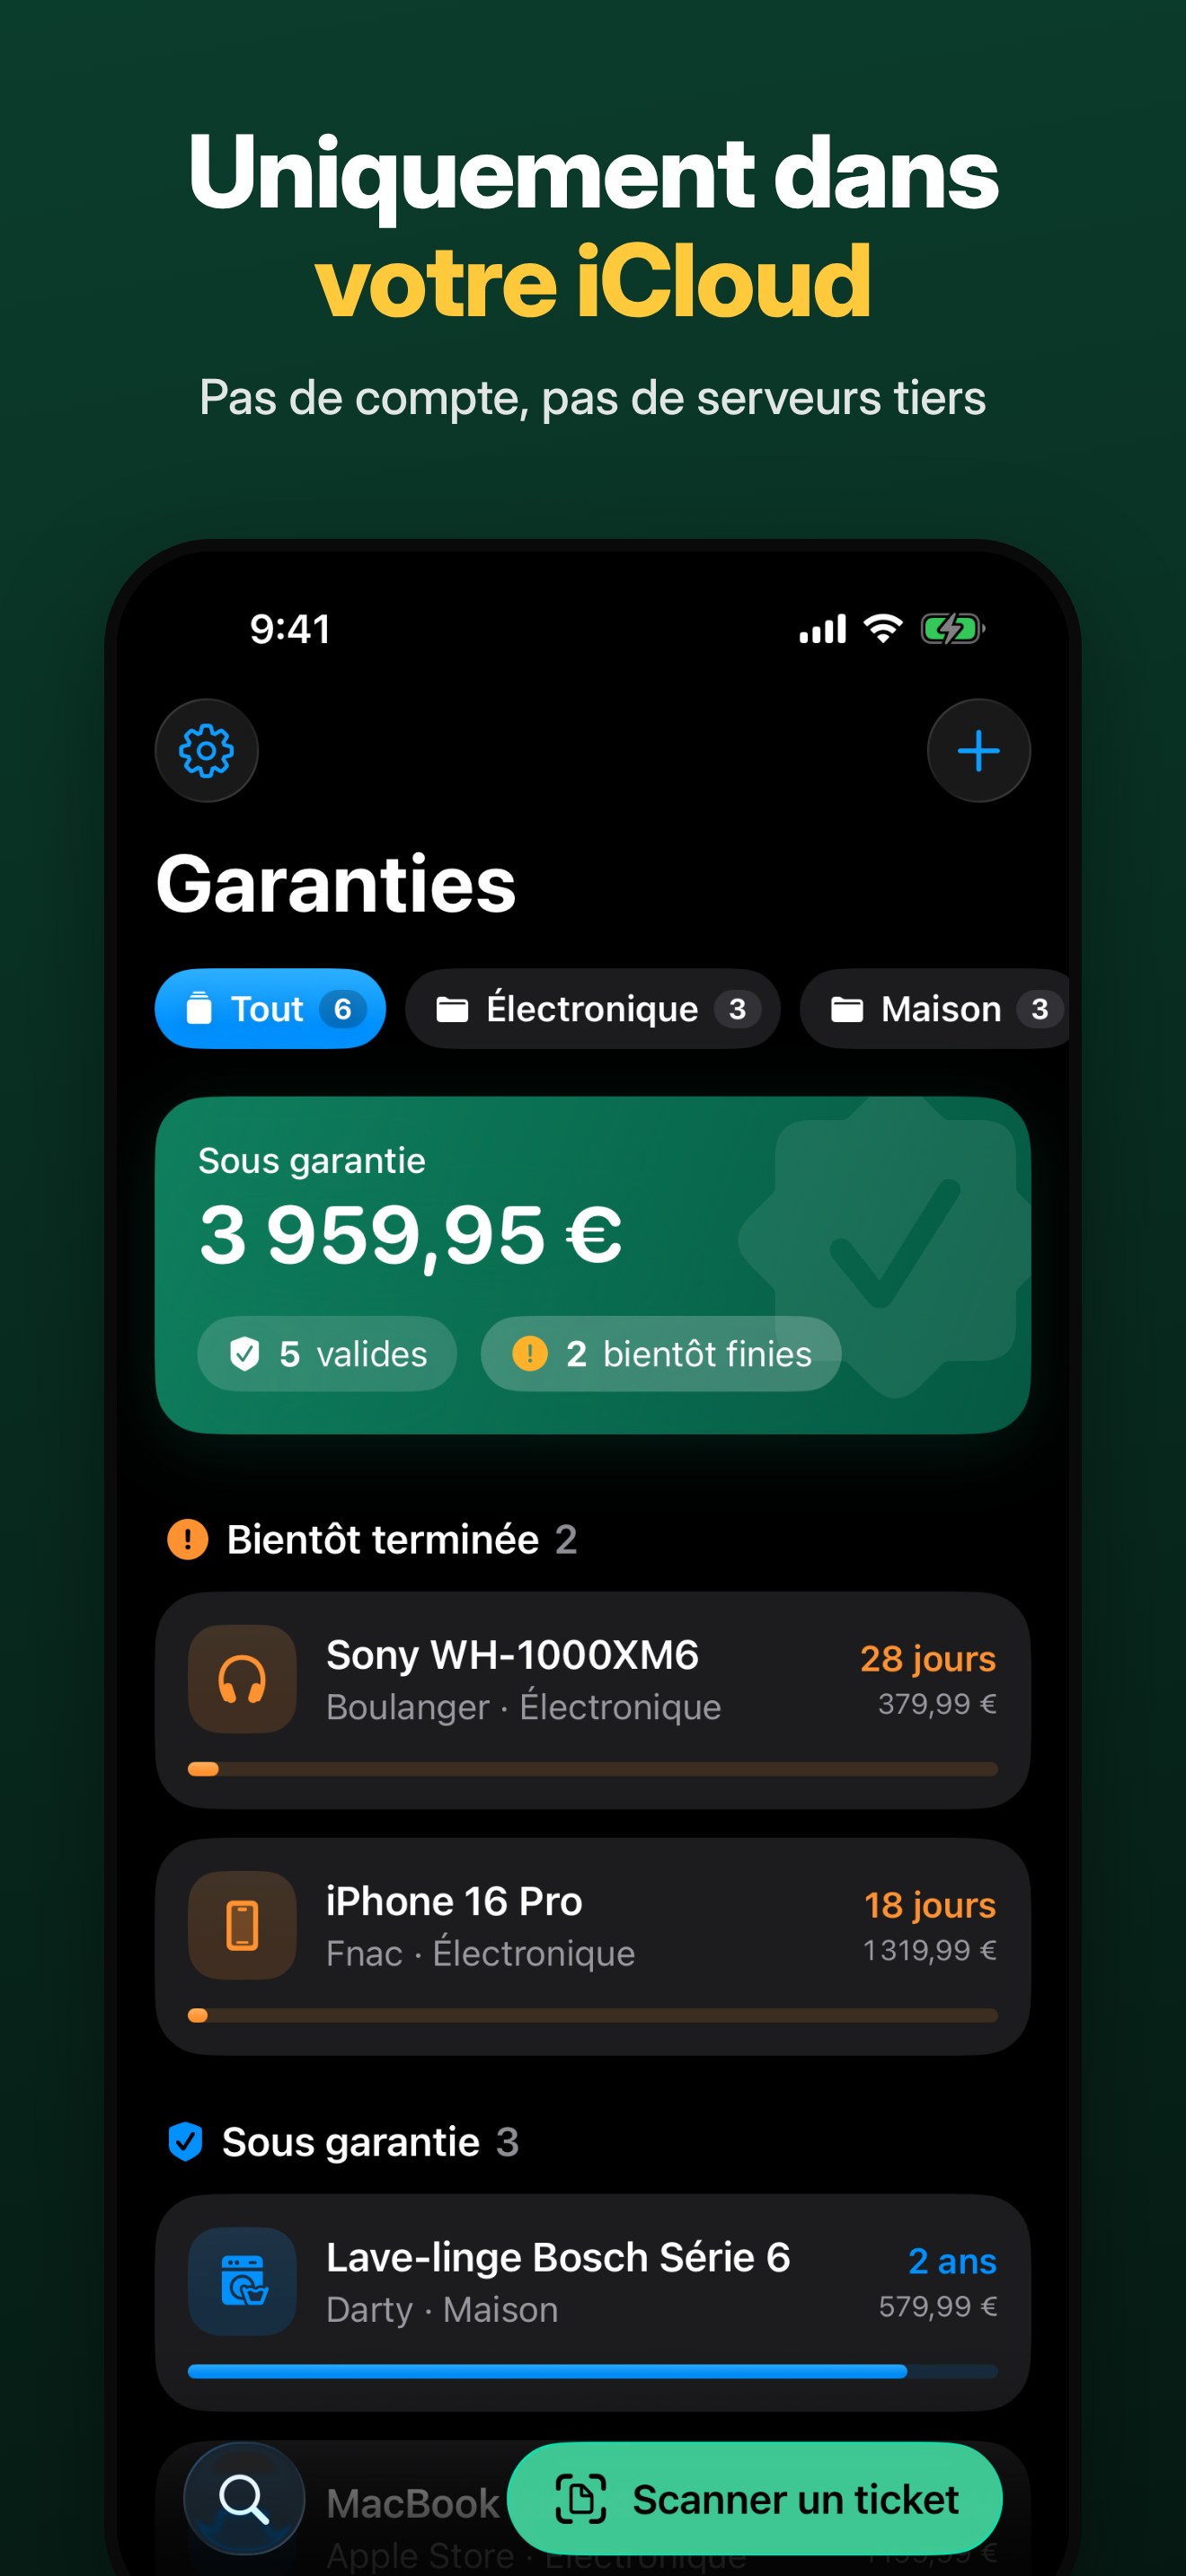 Uniquement dans
votre iCloud
Pas de compte, pas de serveurs tiers
9:41
Garanties
Tout 6 Électronique 3 Maison 3
Sous garantie
3 959,95 €
5 valides 2 bientôt finies
Bientôt terminée 2
Sony WH-1000XM6 28 jours
Boulanger · Électronique 379,99 €
iPhone 16 Pro 18 jours
Fnac · Électronique 1 319,99 €
Sous garantie 3
Lave-linge Bosch Série 6 2 ans
Darty · Maison 579,99 €
MacBook
Scanner un ticket
Apple Store · Électronique